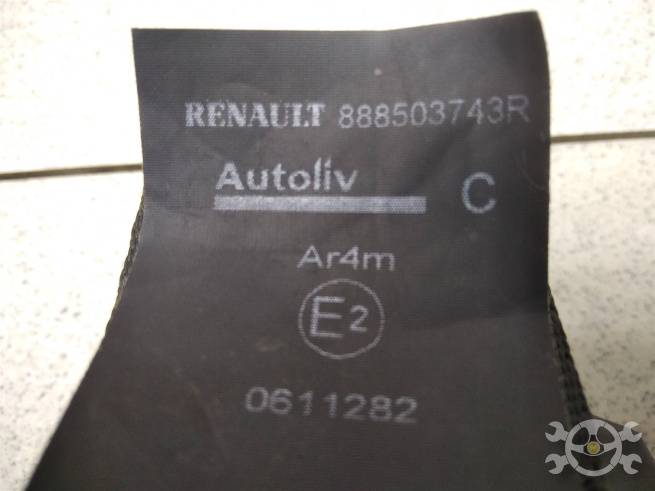 RENAULT 888503743R
Autoliv C
Ar4m
E2
0611282